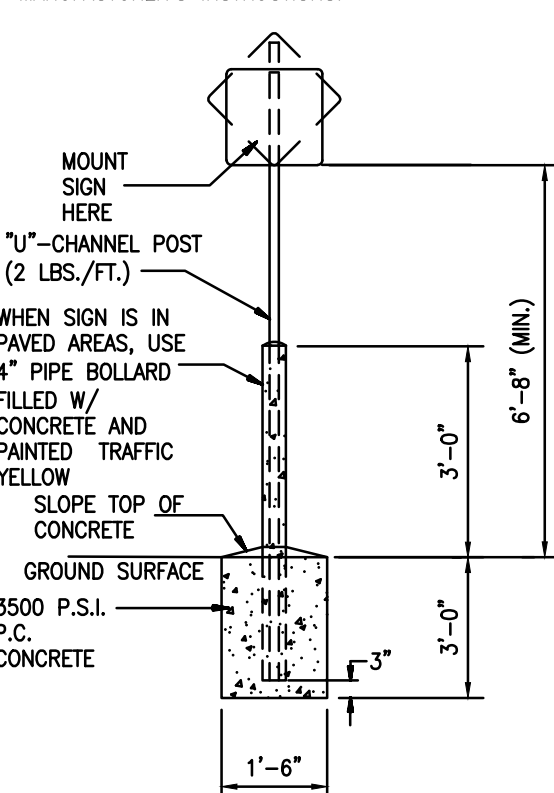 MOUNT
SIGN
HERE
"U"-CHANNEL POST
(2 LBS./FT.)
WHEN SIGN IS IN
PAVED AREAS, USE
4" PIPE BOLLARD
FILLED W/
CONCRETE AND
PAINTED TRAFFIC
YELLOW
SLOPE TOP OF
CONCRETE
GROUND SURFACE
3500 P.S.I.
P.C.
CONCRETE
6'-8" (MIN.)
3'-0"
3'-0"
3"
1'-6"